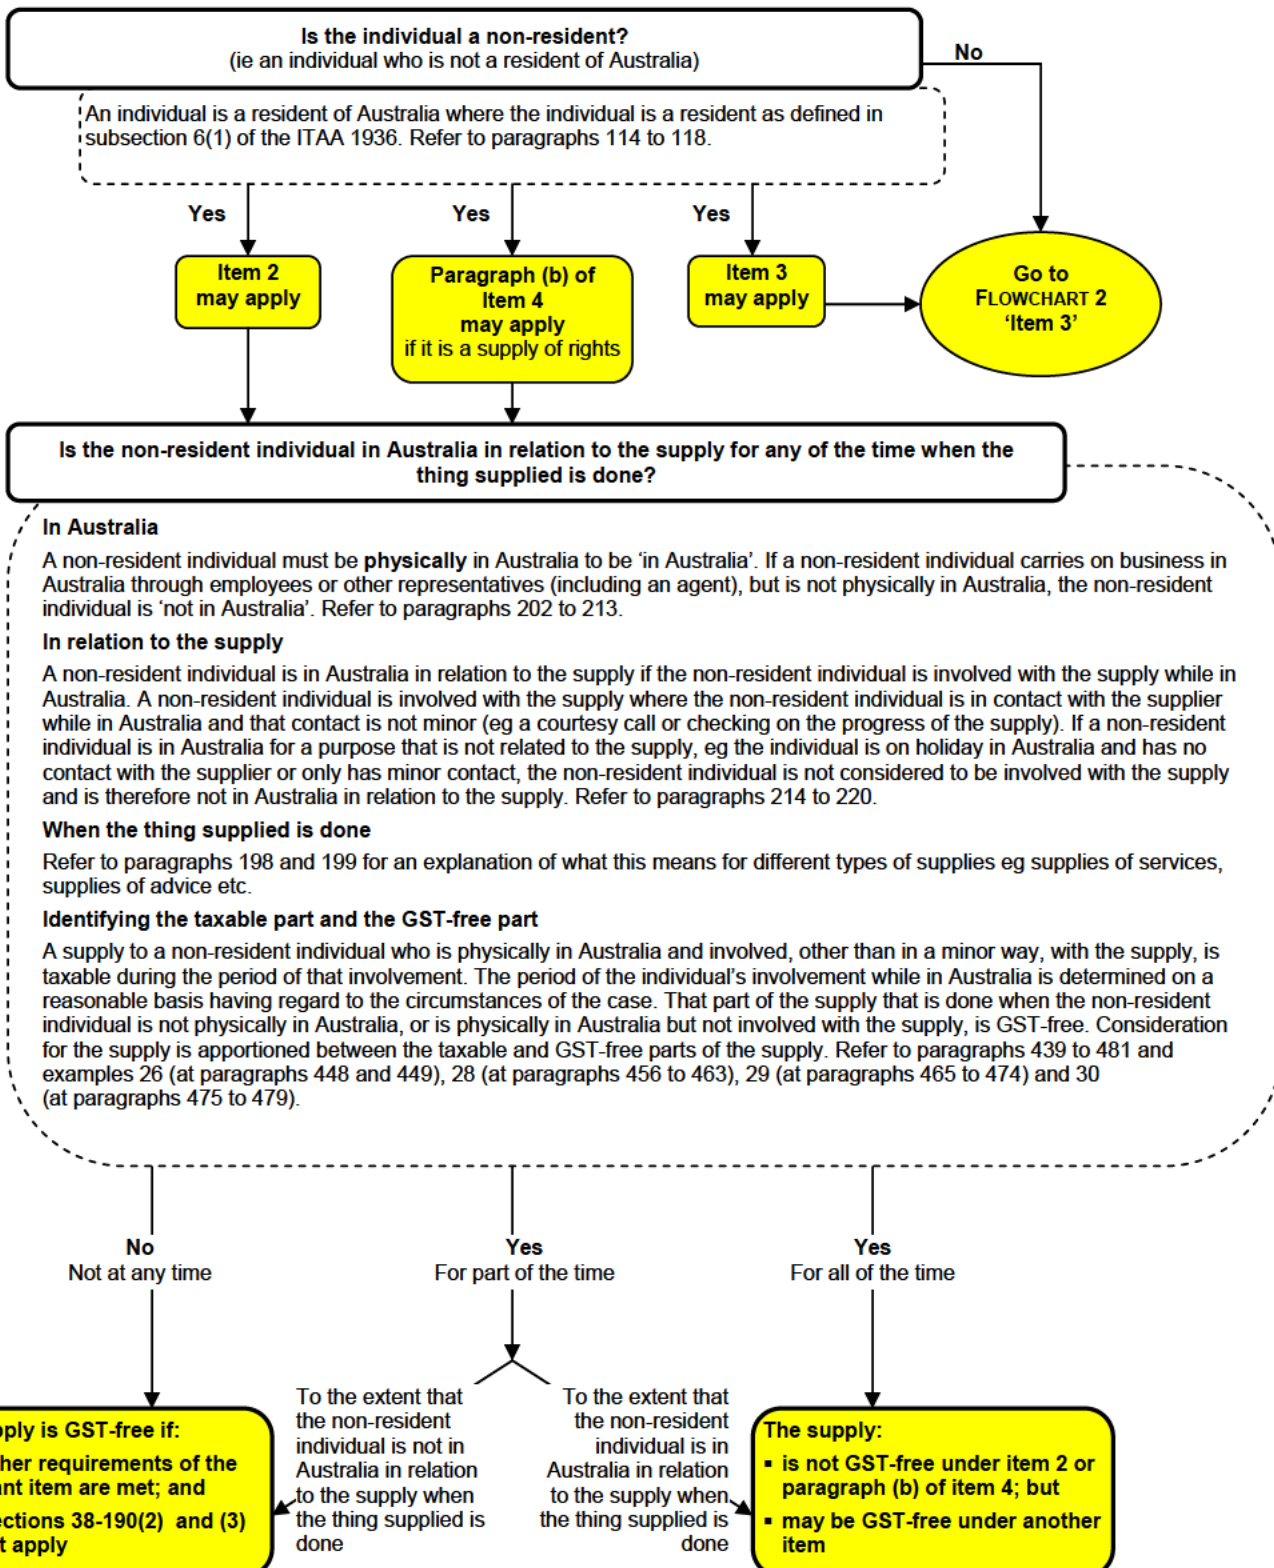 Is the individual a non-resident?
(ie an individual who is not a resident of Australia)
No
An individual is a resident of Australia where the individual is a resident as defined in
subsection 6(1) of the ITAA 1936. Refer to paragraphs 114 to 118.
Yes
Yes
Yes
Item 2
may apply
Paragraph (b) of
Item 4
may apply
if it is a supply of rights
Item 3
may apply
Go to
FLOWCHART 2
‘Item 3’
Is the non-resident individual in Australia in relation to the supply for any of the time when the
thing supplied is done?
In Australia
A non-resident individual must be physically in Australia to be ‘in Australia’. If a non-resident individual carries on business in
Australia through employees or other representatives (including an agent), but is not physically in Australia, the non-resident
individual is ‘not in Australia’. Refer to paragraphs 202 to 213.
In relation to the supply
A non-resident individual is in Australia in relation to the supply if the non-resident individual is involved with the supply while in
Australia. A non-resident individual is involved with the supply where the non-resident individual is in contact with the supplier
while in Australia and that contact is not minor (eg a courtesy call or checking on the progress of the supply). If a non-resident
individual is in Australia for a purpose that is not related to the supply, eg the individual is on holiday in Australia and has no
contact with the supplier or only has minor contact, the non-resident individual is not considered to be involved with the supply
and is therefore not in Australia in relation to the supply. Refer to paragraphs 214 to 220.
When the thing supplied is done
Refer to paragraphs 198 and 199 for an explanation of what this means for different types of supplies eg supplies of services,
supplies of advice etc.
Identifying the taxable part and the GST-free part
A supply to a non-resident individual who is physically in Australia and involved, other than in a minor way, with the supply, is
taxable during the period of that involvement. The period of the individual’s involvement while in Australia is determined on a
reasonable basis having regard to the circumstances of the case. That part of the supply that is done when the non-resident
individual is not physically in Australia, or is physically in Australia but not involved with the supply, is GST-free. Consideration
for the supply is apportioned between the taxable and GST-free parts of the supply. Refer to paragraphs 439 to 481 and
examples 26 (at paragraphs 448 and 449), 28 (at paragraphs 456 to 463), 29 (at paragraphs 465 to 474) and 30
(at paragraphs 475 to 479).
No
Not at any time
Yes
For part of the time
Yes
For all of the time
is GST-free if:
requirements of the
item are met; and
38-190(2) and (3)
apply
To the extent that
the non-resident
individual is not in
Australia in relation
to the supply when
the thing supplied is
done
To the extent that
the non-resident
individual is in
Australia in relation
to the supply when
the thing supplied is
done
The supply:
▪ is not GST-free under item 2 or
paragraph (b) of item 4; but
▪ may be GST-free under another
item